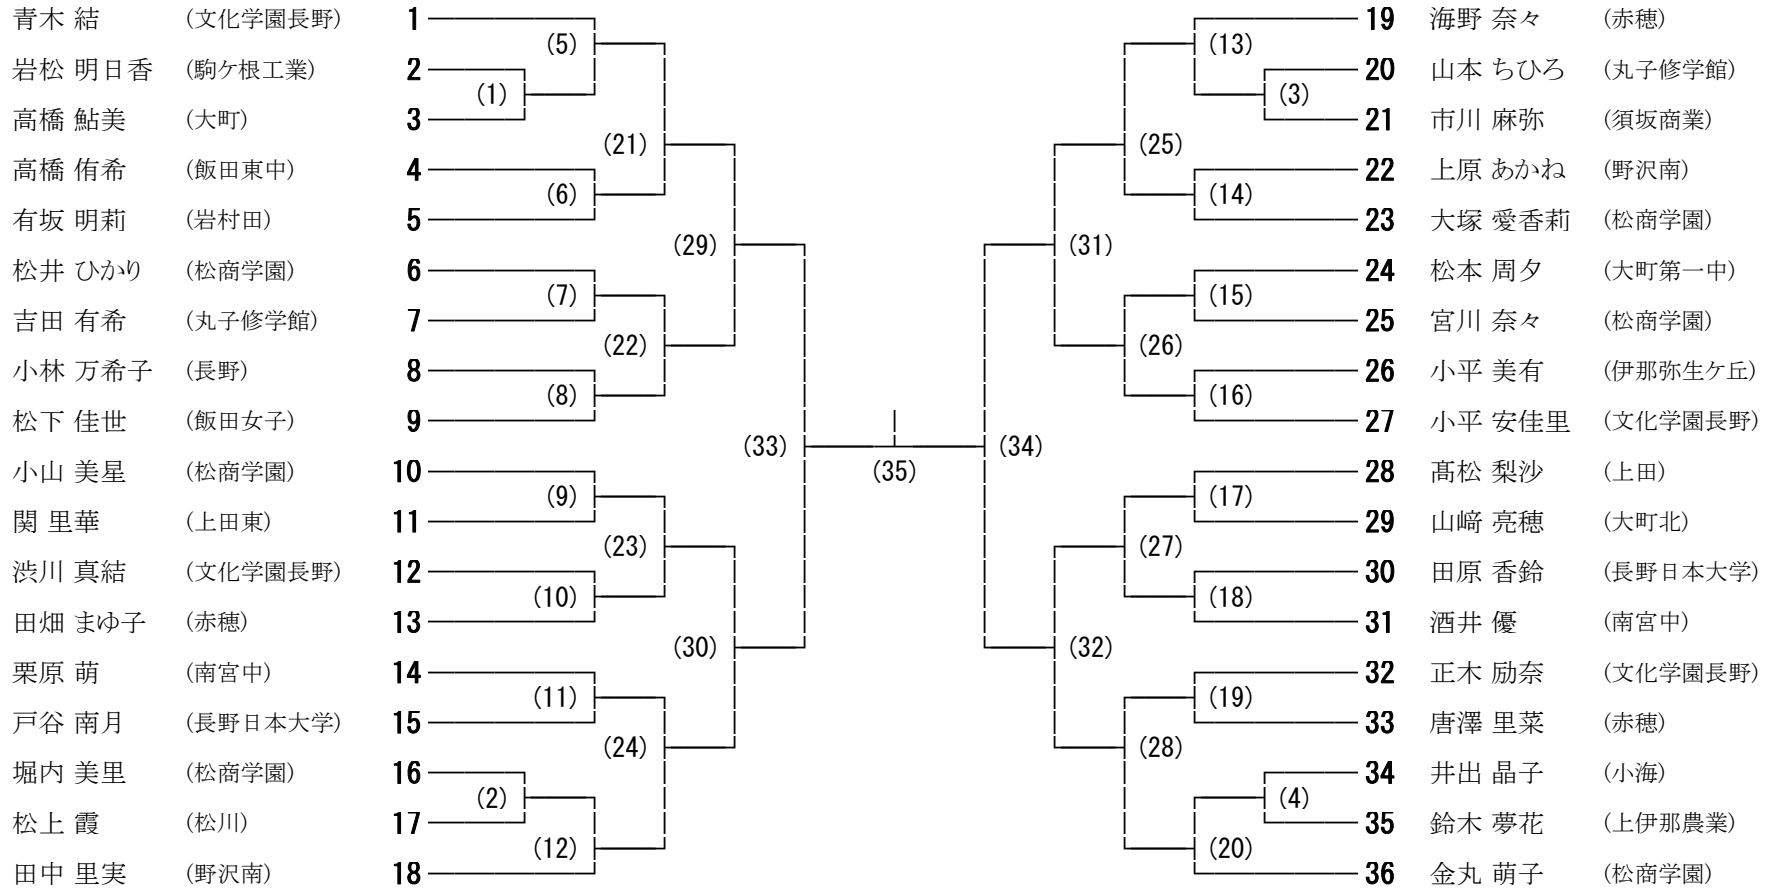 青木 結 (文化学園長野) 1
(5)
岩松 明日香 (駒ケ根工業) 2
(1)
高橋 鮎美 (大町) 3
(21)
高橋 侑希 (飯田東中) 4
(6)
有坂 明莉 (岩村田) 5
(29)
松井 ひかり (松商学園) 6
(7)
吉田 有希 (丸子修学館) 7
(22)
小林 万希子 (長野) 8
(8)
松下 佳世 (飯田女子) 9
(33)
小山 美星 (松商学園) 10
(9)
関 里華 (上田東) 11
(23)
渋川 真結 (文化学園長野) 12
(10)
田畑 まゆ子 (赤穂) 13
(30)
栗原 萌 (南宮中) 14
(11)
戸谷 南月 (長野日本大学) 15
(24)
堀内 美里 (松商学園) 16
(2)
松上 霞 (松川) 17
(12)
田中 里実 (野沢南) 18
(35)
19 海野 奈々 (赤穂)
(13)
20 山本 ちひろ (丸子修学館)
(3)
21 市川 麻弥 (須坂商業)
(25)
22 上原 あかね (野沢南)
(14)
23 大塚 愛香莉 (松商学園)
(31)
24 松本 周夕 (大町第一中)
(15)
25 宮川 奈々 (松商学園)
(26)
26 小平 美有 (伊那弥生ケ丘)
(16)
27 小平 安佳里 (文化学園長野)
(34)
28 髙松 梨沙 (上田)
(17)
29 山﨑 亮穂 (大町北)
(27)
30 田原 香鈴 (長野日本大学)
(18)
31 酒井 優 (南宮中)
(32)
32 正木 励奈 (文化学園長野)
(19)
33 唐澤 里菜 (赤穂)
(28)
34 井出 晶子 (小海)
(4)
35 鈴木 夢花 (上伊那農業)
(20)
36 金丸 萌子 (松商学園)